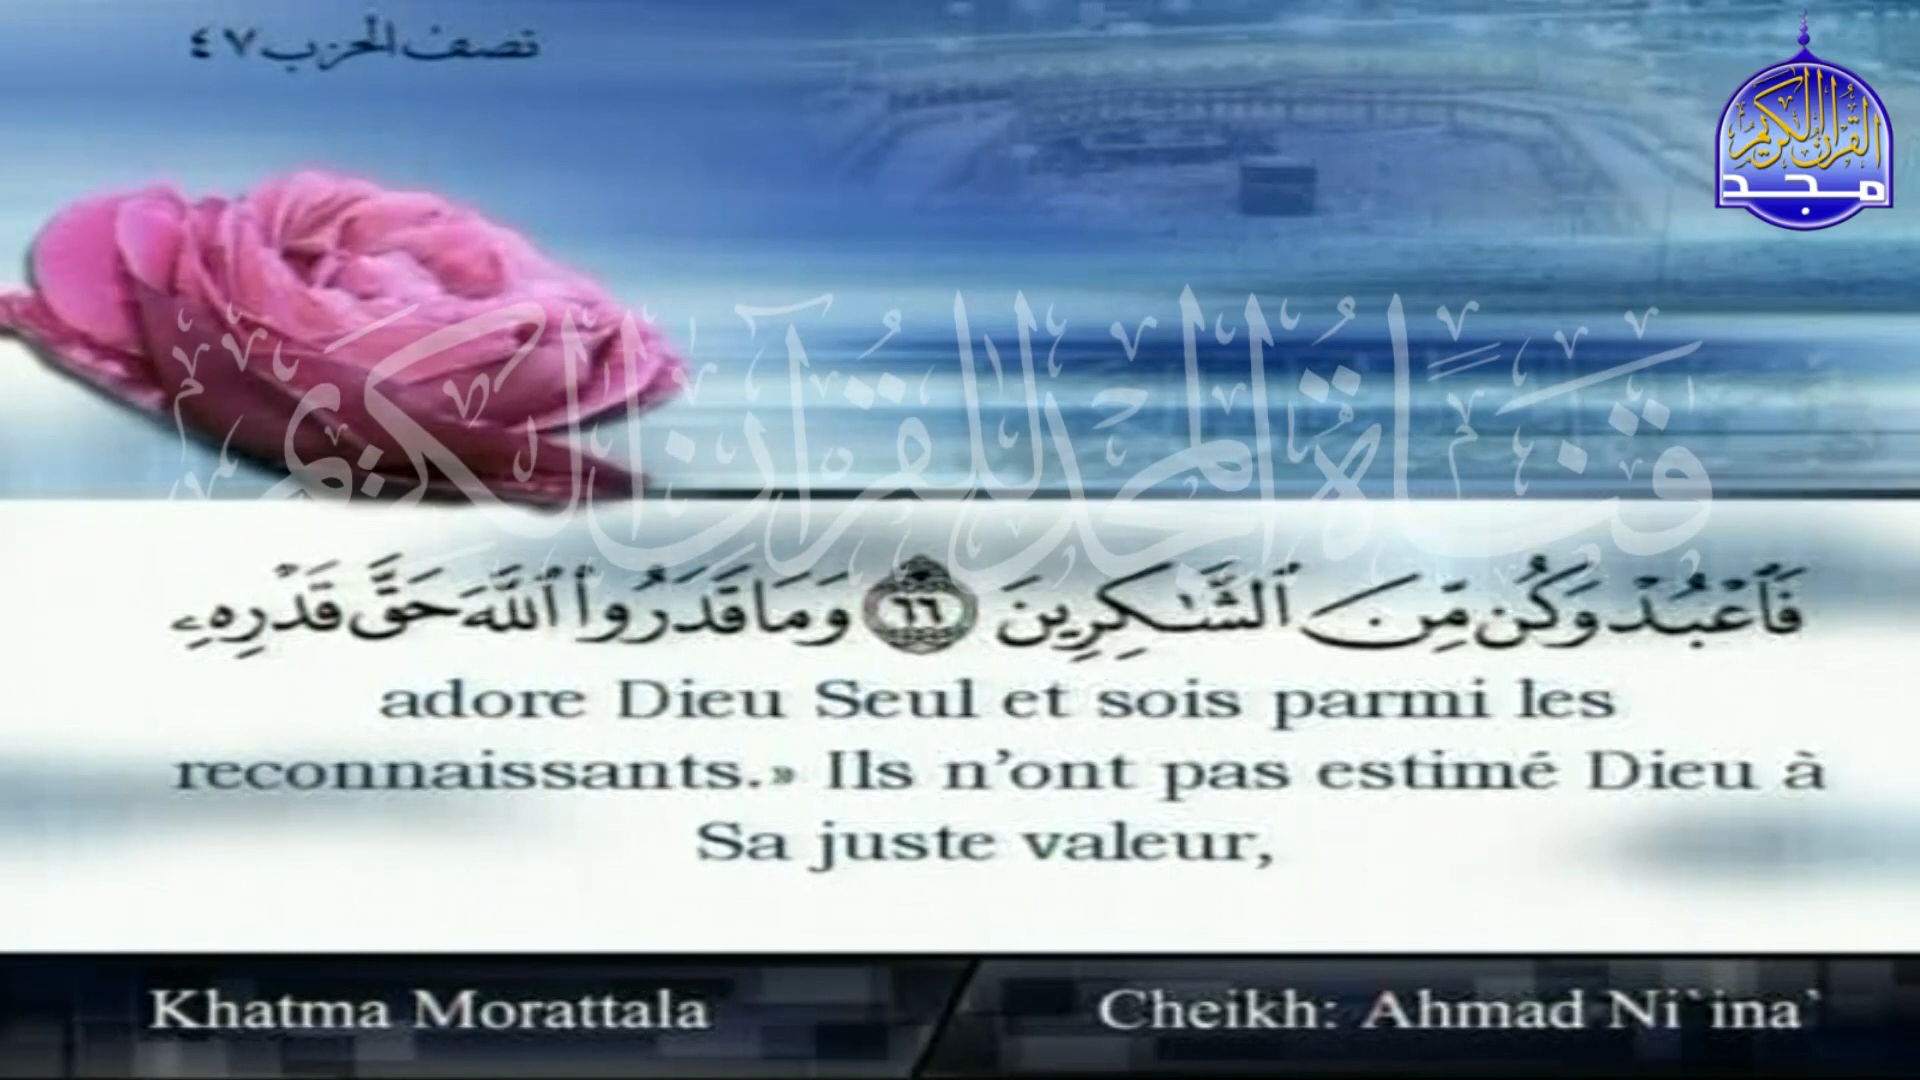 نصف الحزب ٤٧
القرآن الكريم
مجد
قناة المجد للقرآن الكريم
فَٱعْبُدْ وَكُن مِّنَ ٱلشَّـٰكِرِينَ ٦٦ وَمَا قَدَرُوا۟ ٱللَّهَ حَقَّ قَدْرِهِۦ
adore Dieu Seul et sois parmi les
reconnaissants.» Ils n’ont pas estimé Dieu à
Sa juste valeur,
Khatma Morattala
Cheikh: Ahmad Ni`ina`